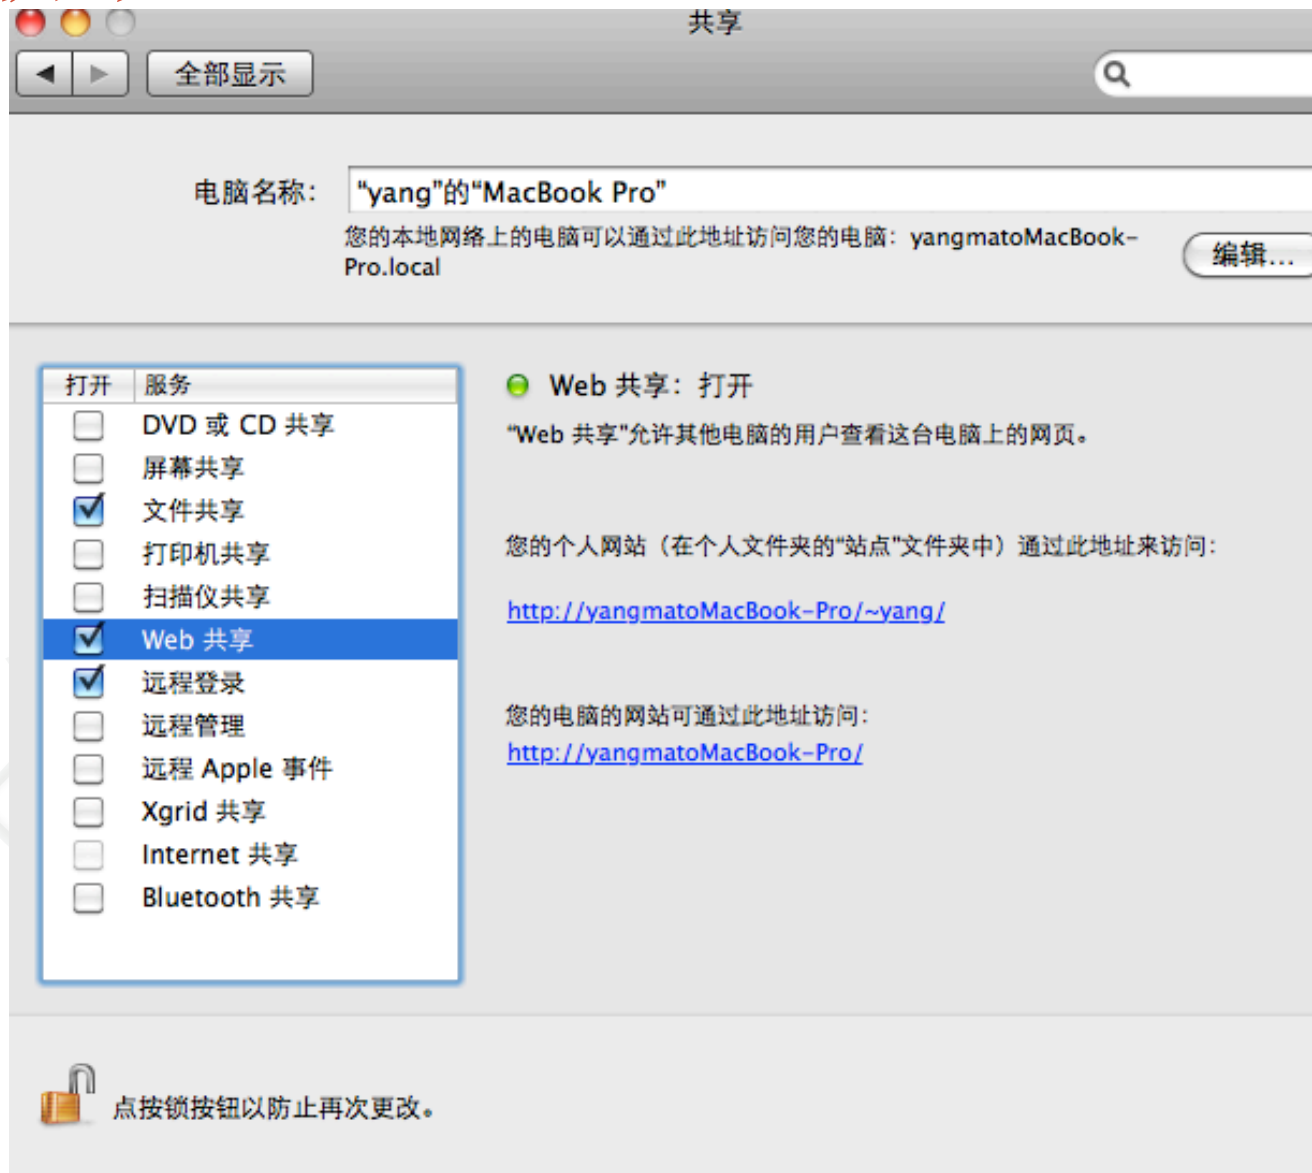 共享
全部显示
电脑名称：
“yang”的“MacBook Pro”
您的本地网络上的电脑可以通过此地址访问您的电脑：yangmatoMacBook-
Pro.local
编辑...
打开 服务
DVD 或 CD 共享
屏幕共享
文件共享
打印机共享
扫描仪共享
Web 共享
远程登录
远程管理
远程 Apple 事件
Xgrid 共享
Internet 共享
Bluetooth 共享
Web 共享：打开
“Web 共享”允许其他电脑的用户查看这台电脑上的网页。
您的个人网站（在个人文件夹的“站点”文件夹中）通过此地址来访问：
http://yangmatoMacBook-Pro/~yang/
您的电脑的网站可通过此地址访问：
http://yangmatoMacBook-Pro/
点按锁按钮以防止再次更改。